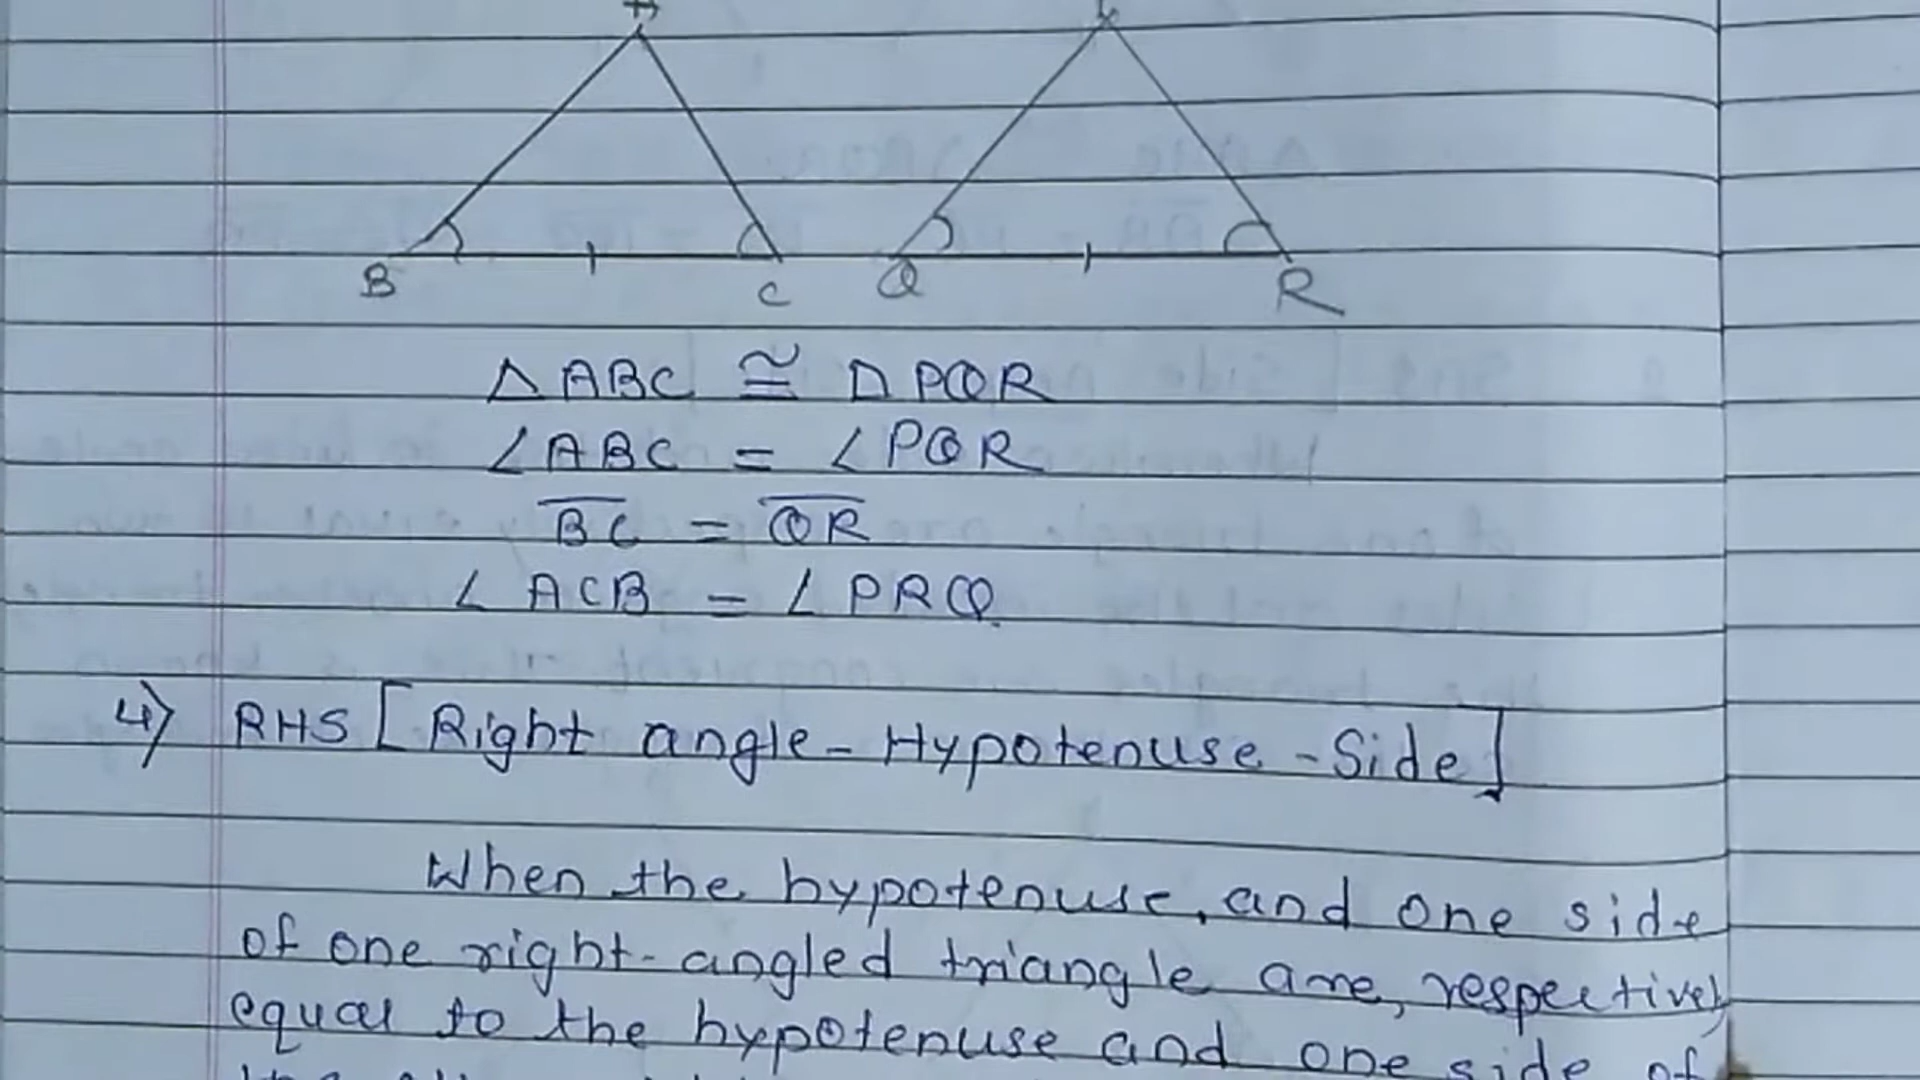 A
B C Q R
△ABC ≅ △PQR
∠ABC = ∠PQR
BC = QR
∠ACB = ∠PRQ
4) RHS [Right angle-Hypotenuse-Side]
When the hypotenuse, and one side
of one right-angled triangle are, respectively
equal to the hypotenuse and one side of